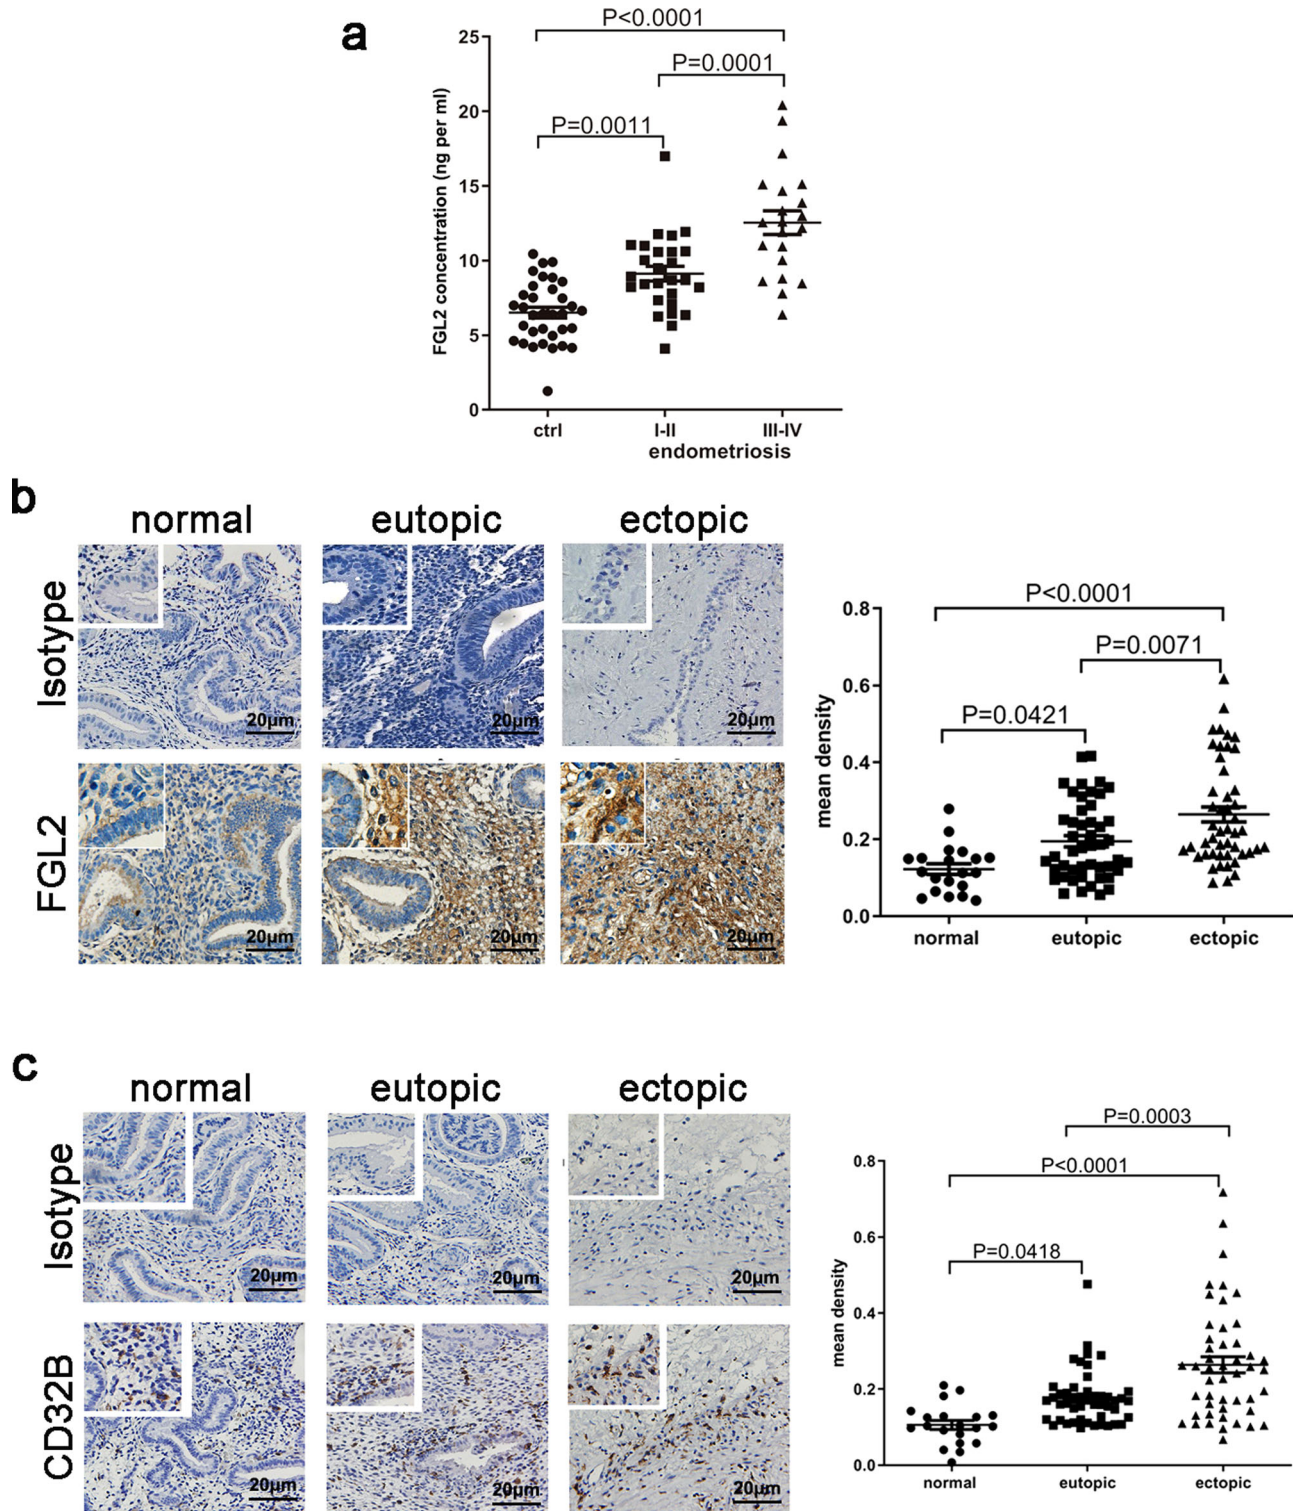 a
P<0.0001
P=0.0001
P=0.0011
FGL2 concentration (ng per ml)
25
20
15
10
5
0
ctrl
I-II
III-IV
endometriosis
b
normal
eutopic
ectopic
Isotype
20µm
20µm
20µm
FGL2
20µm
20µm
20µm
P<0.0001
P=0.0071
P=0.0421
mean density
0.8
0.6
0.4
0.2
0.0
normal
eutopic
ectopic
c
normal
eutopic
ectopic
Isotype
20µm
20µm
20µm
CD32B
20µm
20µm
20µm
P=0.0003
P<0.0001
P=0.0418
mean density
0.8
0.6
0.4
0.2
0.0
normal
eutopic
ectopic